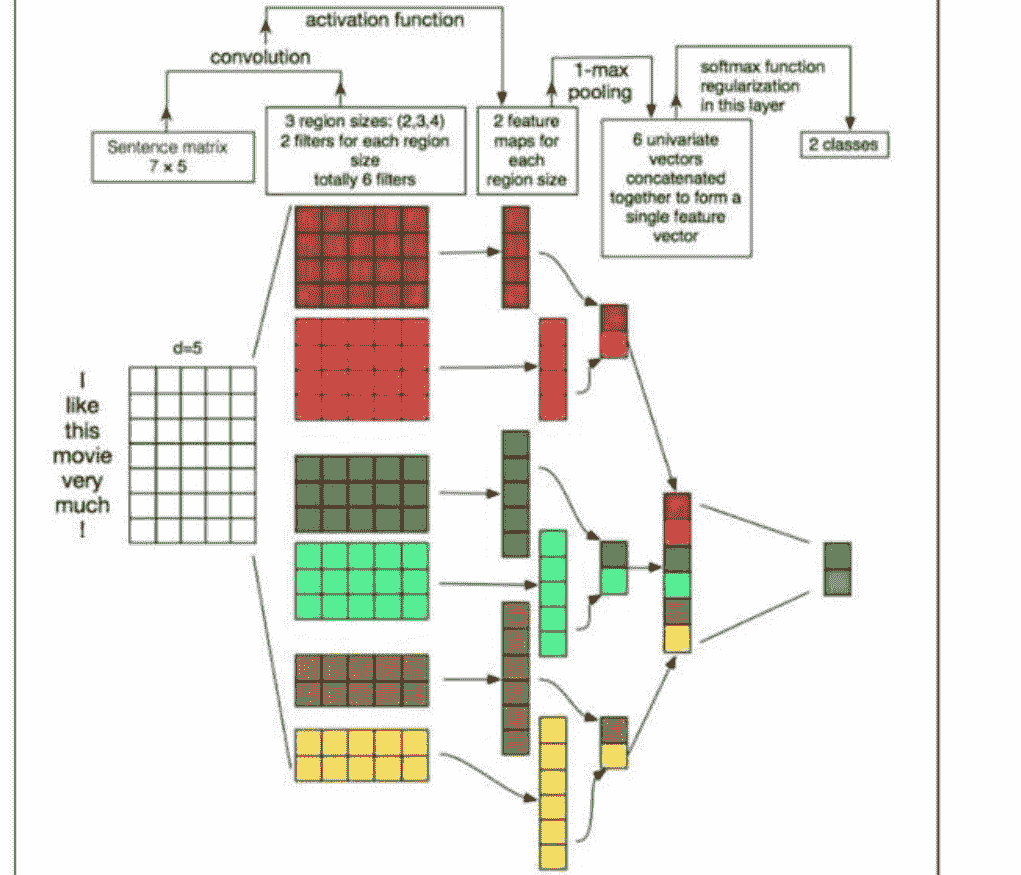 activation function
convolution
1-max
pooling
softmax function
regularization
in this layer
Sentence matrix
7 × 5
3 region sizes: (2,3,4)
2 filters for each region
size
totally 6 filters
2 feature
maps for
each
region size
6 univariate
vectors
concatenated
together to form a
single feature
vector
2 classes
d=5
I
like
this
movie
very
much
!